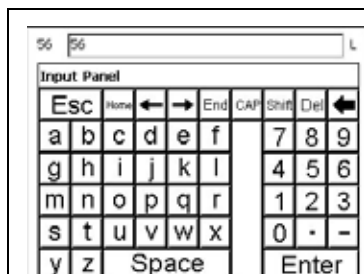 56 56 L
Input Panel
Esc Home ← → End CAP Shift Del ←
a b c d e f 7 8 9
g h i j k l 4 5 6
m n o p q r 1 2 3
s t u v w x 0 · −
y z Space Enter